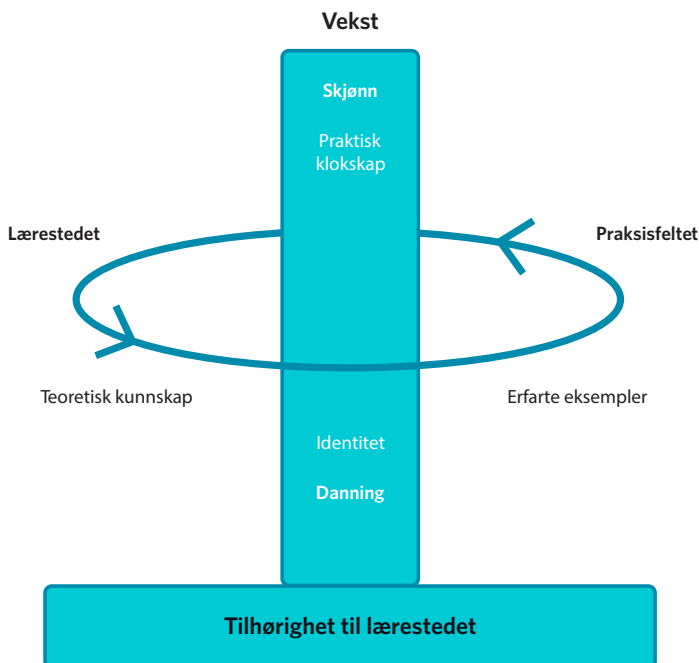 Vekst
Skjønn
Praktisk
klokskap
Lærestedet
Praksisfeltet
Teoretisk kunnskap
Erfarte eksempler
Identitet
Danning
Tilhørighet til lærestedet